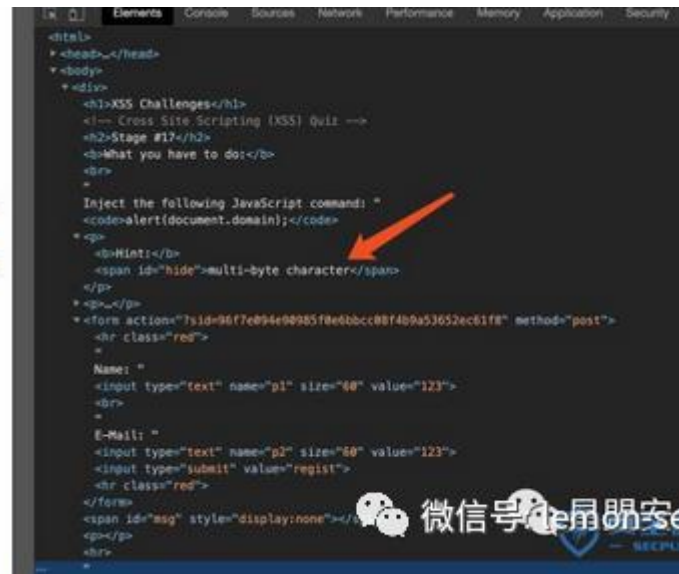 Elements Console Sources Network Performance Memory Application Security
<html>
<head>…</head>
<body>
<div>
<h1>XSS Challenges</h1>
<!-- Cross Site Scripting (XSS) Quiz -->
<h2>Stage #17</h2>
<b>What you have to do:</b>
<br>
"
Inject the following JavaScript command: "
<code>alert(document.domain);</code>
<p>
<b>Hint:</b>
<span id="hide">multi-byte character</span>
</p>
<p>…</p>
<form action="?sid=96f7e094e90985f0e6bbcc08f4b9a53652ec61f8" method="post">
<hr class="red">
"
Name: "
<input type="text" name="p1" size="60" value="123">
<br>
"
E-Mail: "
<input type="text" name="p2" size="60" value="123">
<input type="submit" value="regist">
<hr class="red">
</form>
<span id="msg" style="display:none"></
<p></p>
<hr>
"
微信号: lemon-se